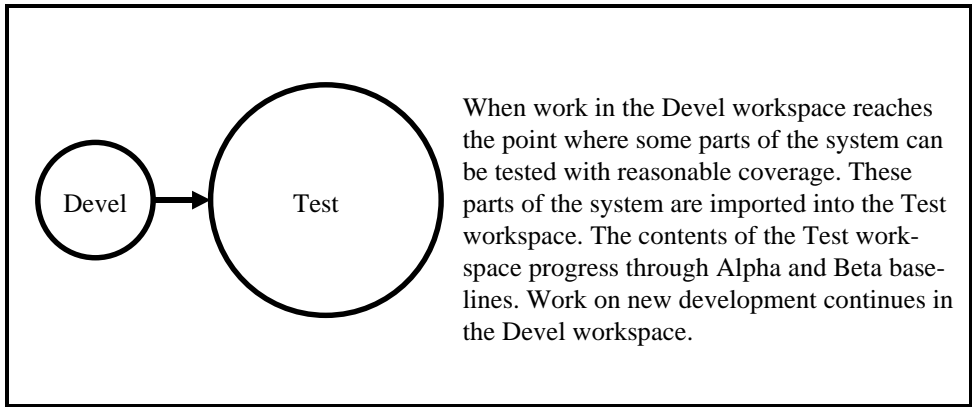 Devel
Test
When work in the Devel workspace reaches
the point where some parts of the system can
be tested with reasonable coverage. These
parts of the system are imported into the Test
workspace. The contents of the Test work-
space progress through Alpha and Beta base-
lines. Work on new development continues in
the Devel workspace.